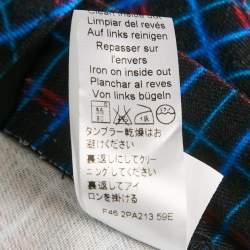 Clean inside out
Limpiar del revés
Auf links reinigen
Repasser sur
l'envers
Iron on inside out
Planchar al revés
Von links bügeln
タンブラー乾燥はお
避けください
裏返しにしてクリー
ニングしてください
裏返してアイ
ロンを掛ける
F46 2PA213 59E